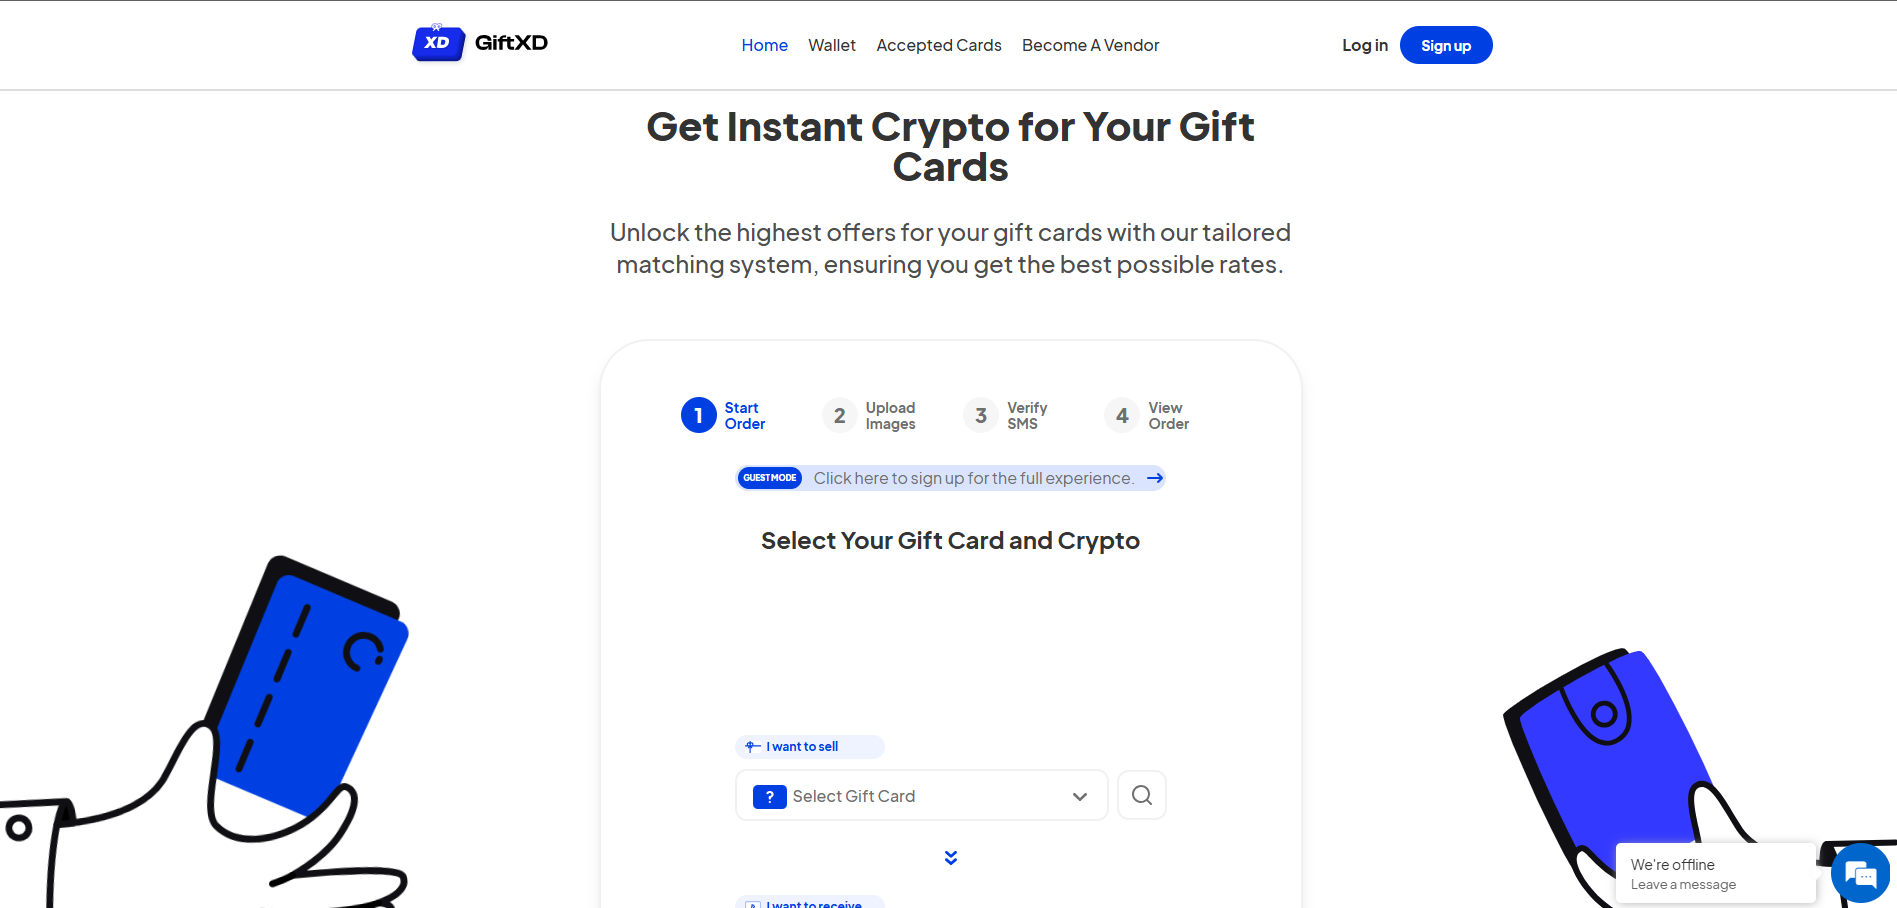 XD GiftXD
Home Wallet Accepted Cards Become A Vendor
Log in Sign up
Get Instant Crypto for Your Gift
Cards
Unlock the highest offers for your gift cards with our tailored
matching system, ensuring you get the best possible rates.
1 Start Order
2 Upload Images
3 Verify SMS
4 View Order
GUEST MODE Click here to sign up for the full experience.
Select Your Gift Card and Crypto
I want to sell
? Select Gift Card
I want to receive
We're offline
Leave a message